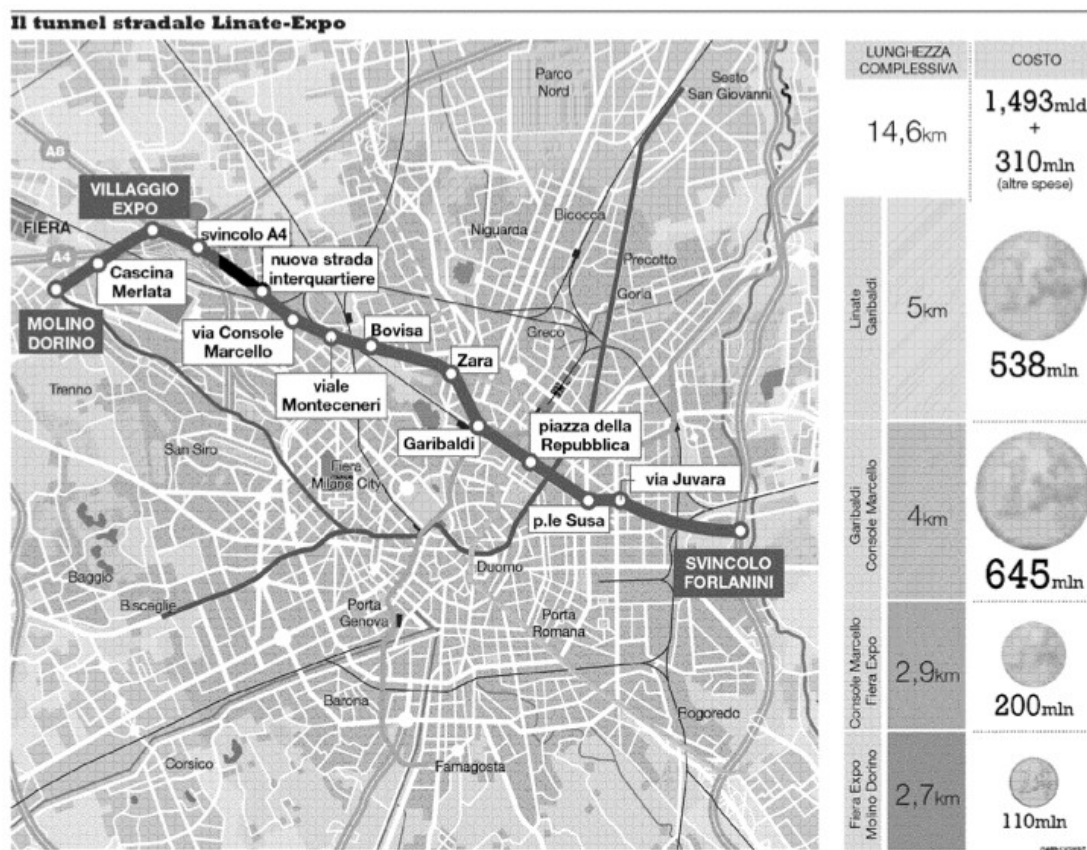 Il tunnel stradale Linate-Expo
Parco
Nord
Sesto
San Giovanni
A8
VILLAGGIO
EXPO
FIERA
svincolo A4
A4
nuova strada
interquartiere
Cascina
Merlata
MOLINO
DORINO
via Console
Marcello
Bovisa
viale
Monteceneri
Zara
Niguarda
Bicocca
Precotto
Gorla
Greco
Trenno
San Siro
Fiera
Milano City
Garibaldi
piazza della
Repubblica
via Juvara
p.le Susa
SVINCOLO
FORLANINI
Duomo
Baggio
Bisceglie
Porta
Genova
Porta
Romana
Barona
Rogoredo
Corsico
Famagosta
LUNGHEZZA
COMPLESSIVA
COSTO
14,6km
1,493mld
+
310mln
(altre spese)
Linate
Garibaldi
5km
538mln
Garibaldi
Console Marcello
4km
645mln
Console Marcello
Fiera Expo
2,9km
200mln
Fiera Expo
Molino Dorino
2,7km
110mln